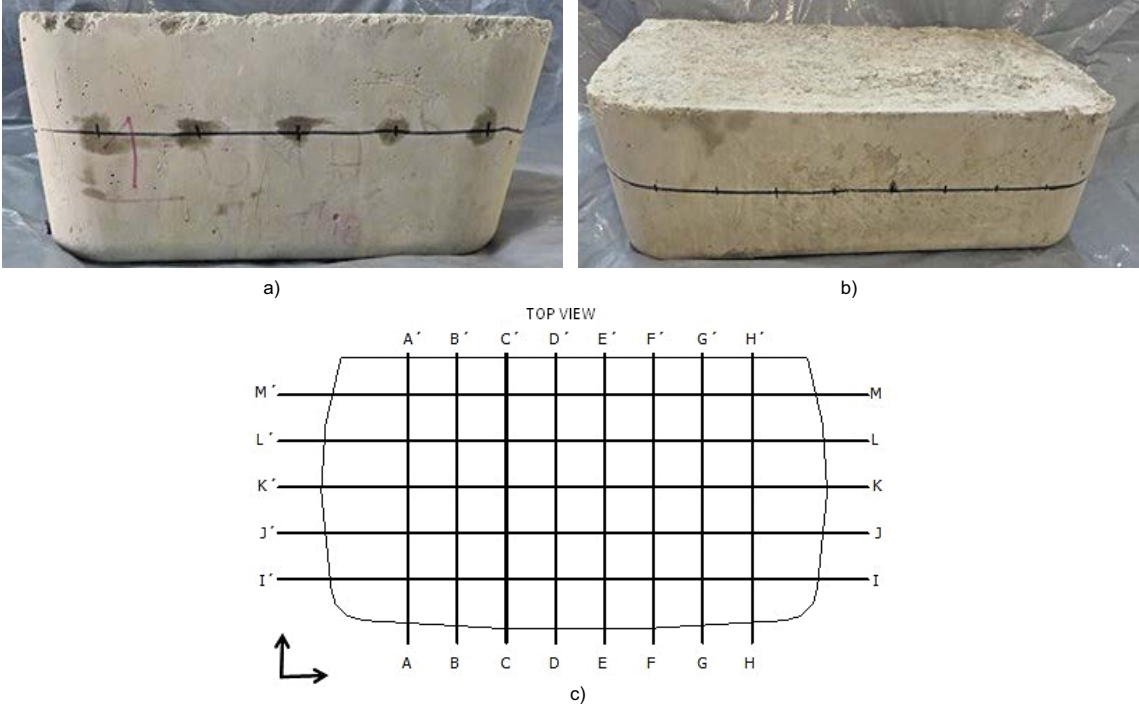 a)
b)
TOP VIEW
A´ B´ C´ D´ E´ F´ G´ H´
M´ M
L´ L
K´ K
J´ J
I´ I
A B C D E F G H
c)